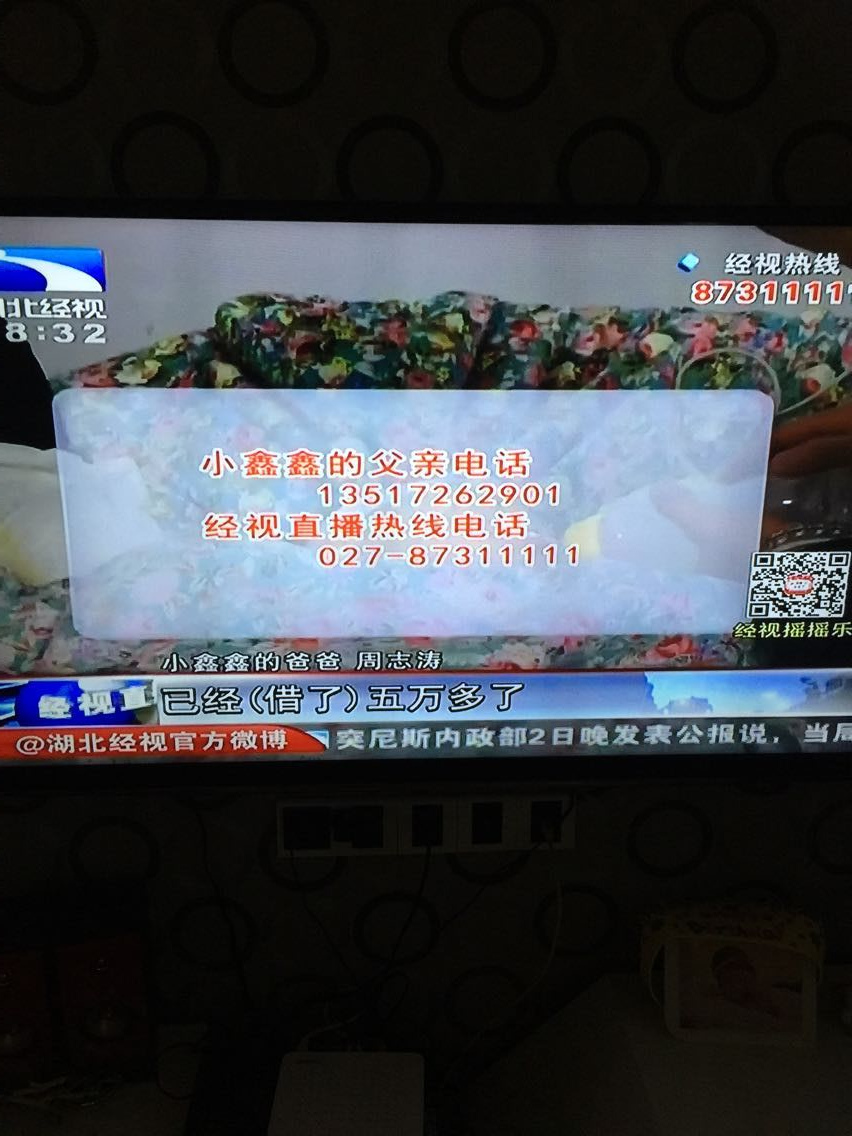 经视热线
87311111
北经视
8:32
小鑫鑫的父亲电话
13517262901
经视直播热线电话
027-87311111
经视摇摇乐
小鑫鑫的爸爸 周志涛
经视直
已经(借了)五万多了
@湖北经视官方微博
突尼斯内政部2日晚发表公报说，当局